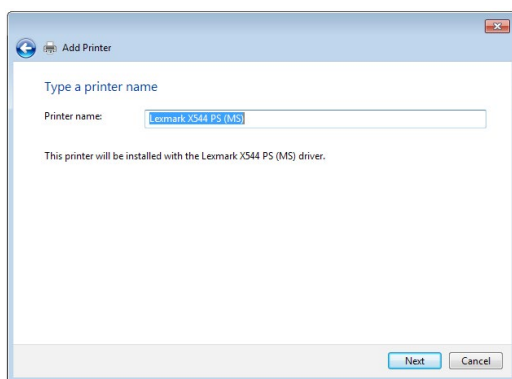 Add Printer
Type a printer name
Printer name: Lexmark X544 PS (MS)
This printer will be installed with the Lexmark X544 PS (MS) driver.
Next Cancel